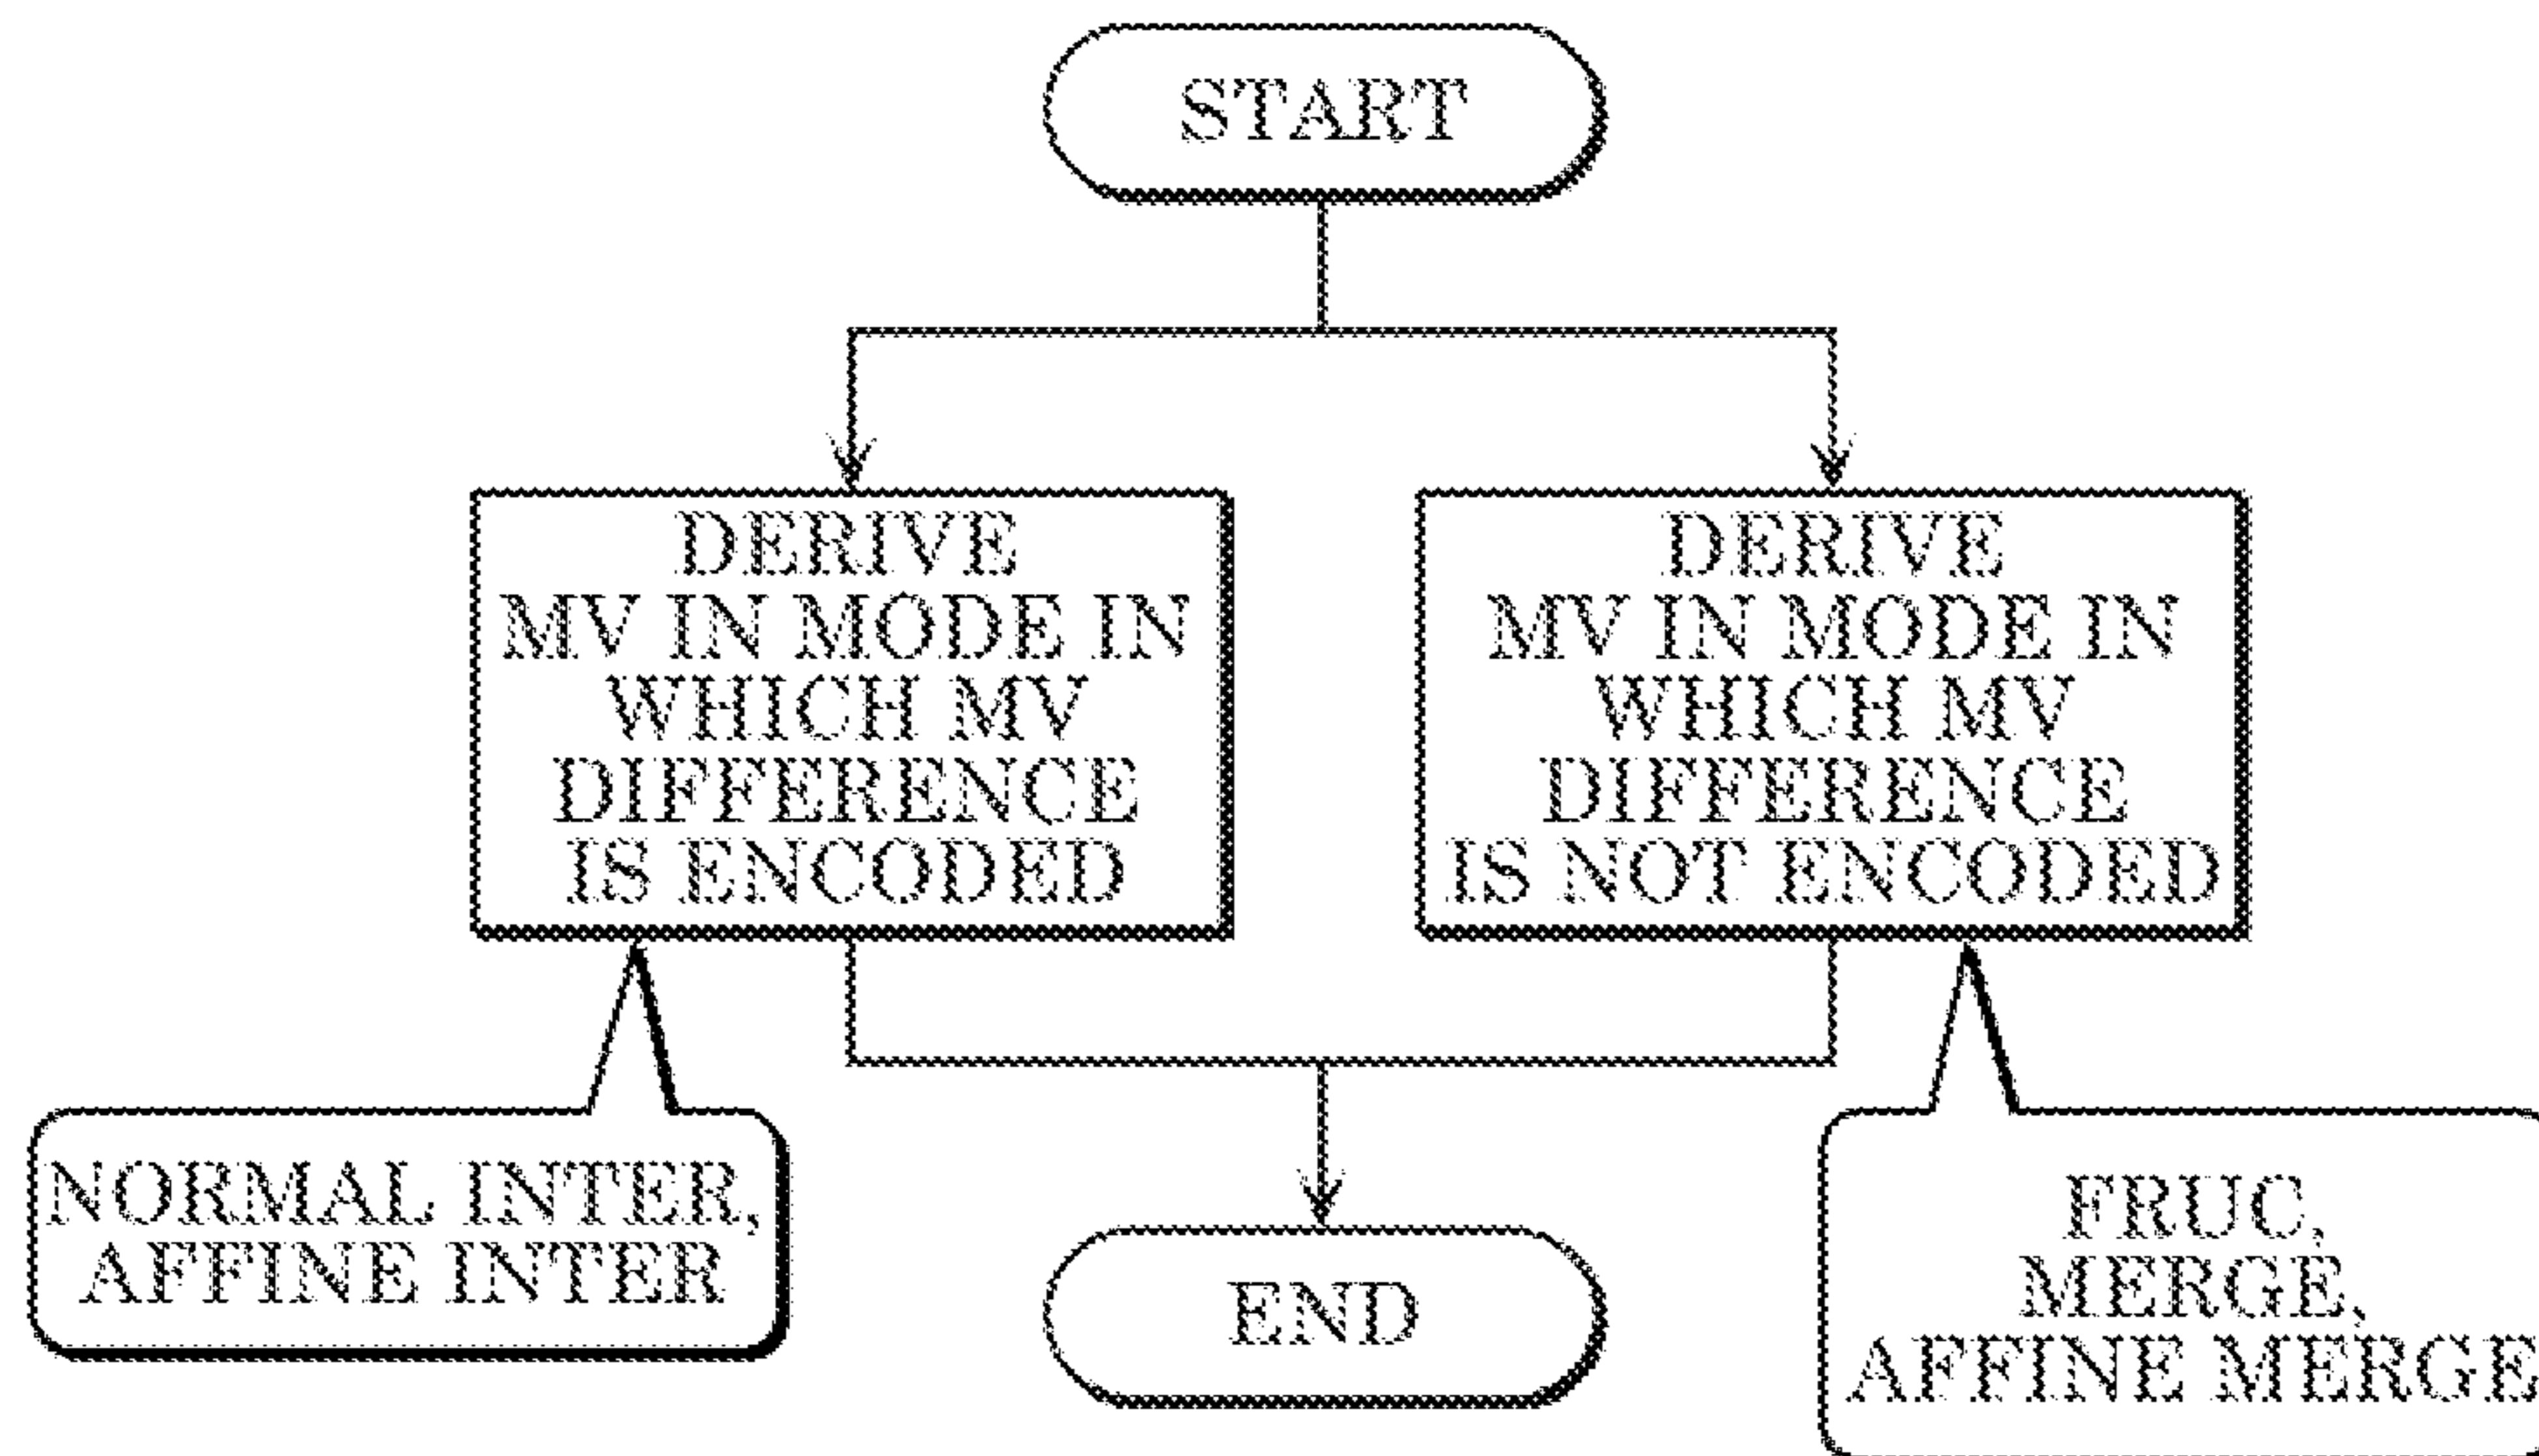 START
DERIVE
MV IN MODE IN
WHICH MV
DIFFERENCE
IS ENCODED
DERIVE
MV IN MODE IN
WHICH MV
DIFFERENCE
IS NOT ENCODED
NORMAL INTER,
AFFINE INTER
END
FRUC,
MERGE,
AFFINE MERGE